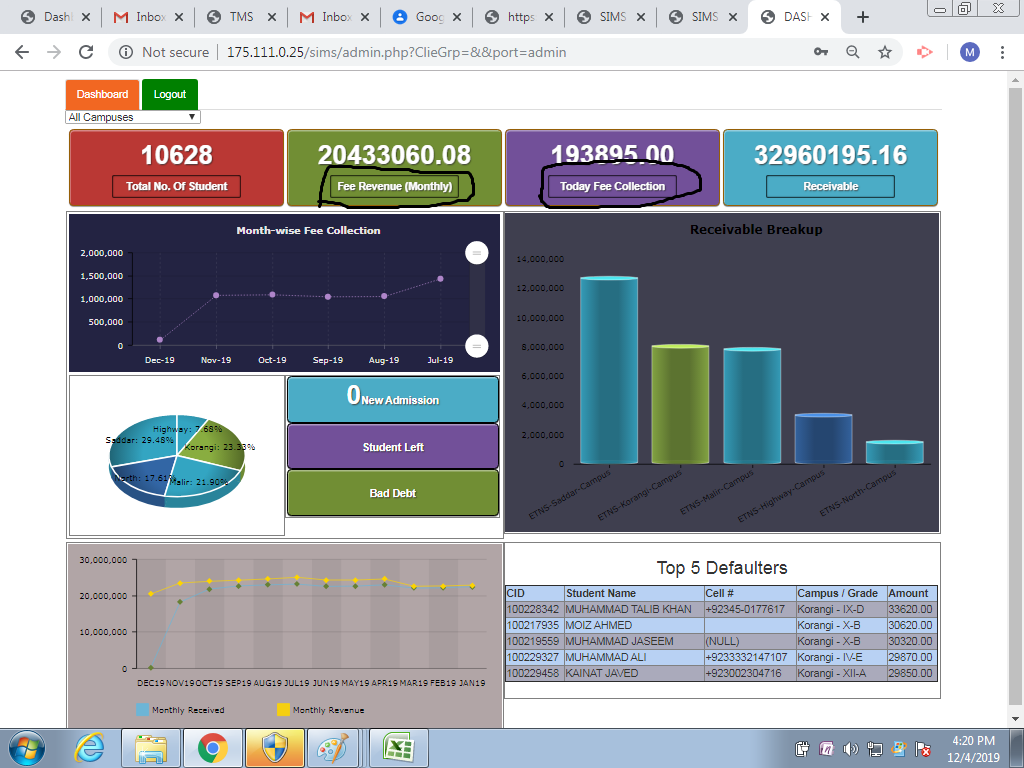 Dash
Inbox
TMS
Inbox
Goog
https
SIMS
SIMS
DASH
Not secure
175.111.0.25/sims/admin.php?ClieGrp=&&port=admin
M
Dashboard
Logout
All Campuses
10628
Total No. Of Student
20433060.08
Fee Revenue (Monthly)
193895.00
Today Fee Collection
32960195.16
Receivable
Month-wise Fee Collection
2,000,000
1,500,000
1,000,000
500,000
0
Dec-19 Nov-19 Oct-19 Sep-19 Aug-19 Jul-19
Receivable Breakup
14,000,000
12,000,000
10,000,000
8,000,000
6,000,000
4,000,000
2,000,000
0
ETNS-Saddar-Campus
ETNS-Korangi-Campus
ETNS-Malir-Campus
ETNS-Highway-Campus
ETNS-North-Campus
Highway: 7.68%
Saddar: 29.48%
Korangi: 23.33%
North: 17.61%
Malir: 21.90%
0 New Admission
Student Left
Bad Debt
30,000,000
20,000,000
10,000,000
0
DEC19 NOV19 OCT19 SEP19 AUG19 JUL19 JUN19 MAY19 APR19 MAR19 FEB19 JAN19
Monthly Received
Monthly Revenue
Top 5 Defaulters
CID Student Name Cell # Campus / Grade Amount
100228342 MUHAMMAD TALIB KHAN +92345-0177617 Korangi - IX-D 33620.00
100217935 MOIZ AHMED Korangi - X-B 30620.00
100219559 MUHAMMAD JASEEM (NULL) Korangi - X-B 30320.00
100229327 MUHAMMAD ALI +9233332147107 Korangi - IV-E 29870.00
100229458 KAINAT JAVED +923002304716 Korangi - XII-A 29850.00
4:20 PM
12/4/2019